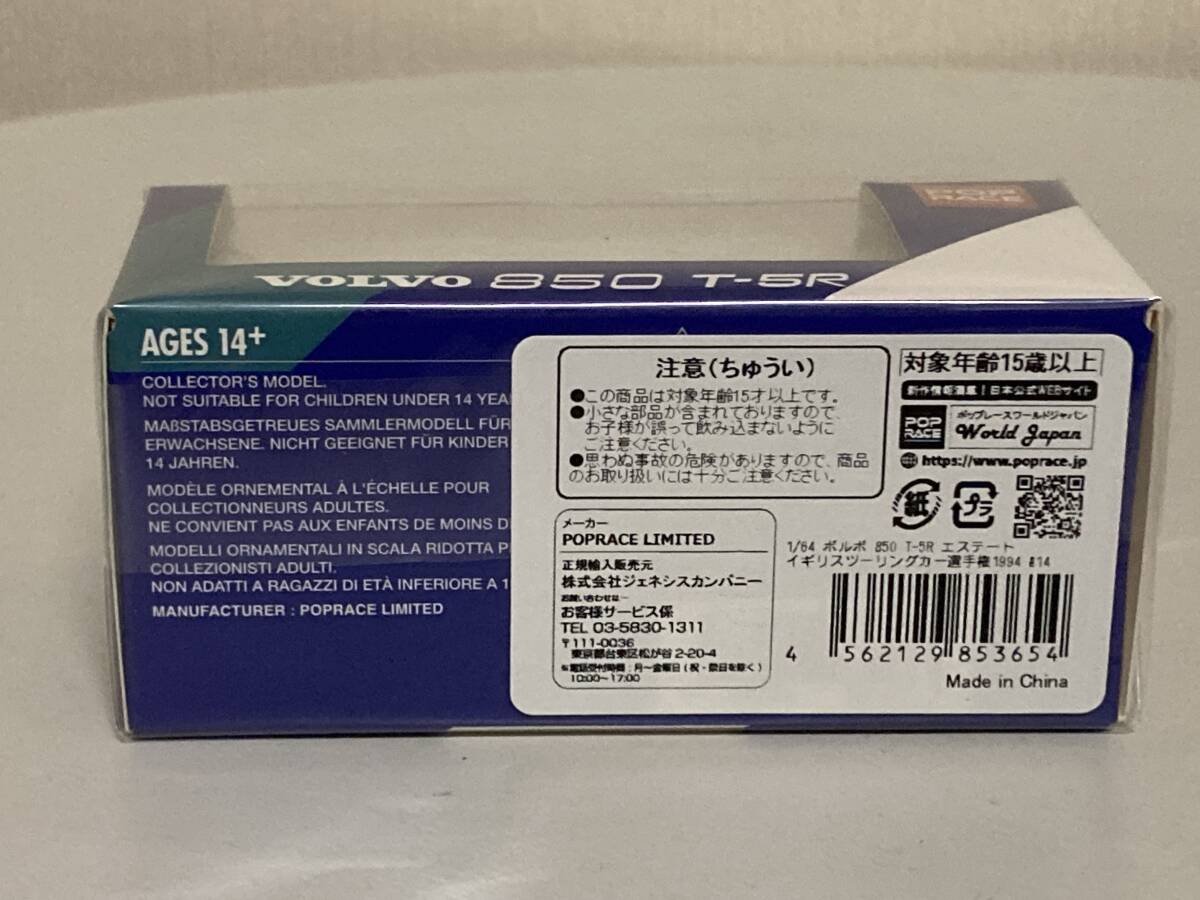 POP
RACE
VOLVO 850 T-5R
AGES 14+
COLLECTOR'S MODEL.
NOT SUITABLE FOR CHILDREN UNDER 14 YEA
MAßSTABSGETREUES SAMMLERMODELL FÜR
ERWACHSENE. NICHT GEEIGNET FÜR KINDER
14 JAHREN.
MODÈLE ORNEMENTAL À L'ÉCHELLE POUR
COLLECTIONNEURS ADULTES.
NE CONVIENT PAS AUX ENFANTS DE MOINS D
MODELLI ORNAMENTALI IN SCALA RIDOTTA P
COLLEZIONISTI ADULTI.
NON ADATTI A RAGAZZI DI ETÀ INFERIORE A 1
MANUFACTURER : POPRACE LIMITED
注意(ちゅうい)
●この商品は対象年齢15才以上です。
●小さな部品が含まれておりますので、
お子様が誤って飲み込まないように
ご注意ください。
●思わぬ事故の危険がありますので、商品
のお取り扱いには十分ご注意ください。
メーカー
POPRACE LIMITED
正規輸入販売元
株式会社ジェネシスカンパニー
お問い合わせは…
お客様サービス係
TEL 03-5830-1311
〒111-0036
東京都台東区松が谷2-20-4
※電話受付時間:月〜金曜日(祝・祭日を除く)
10:00〜17:00
対象年齢15歳以上
新作情報満載!日本公式WEBサイト
POP
RACE
ポップレースワールドジャパン
World Japan
https://www.poprace.jp
紙
プラ
1/64 ボルボ 850 T-5R エステート
イギリスツーリングカー選手権1994 #14
4 562129 853654
Made in China